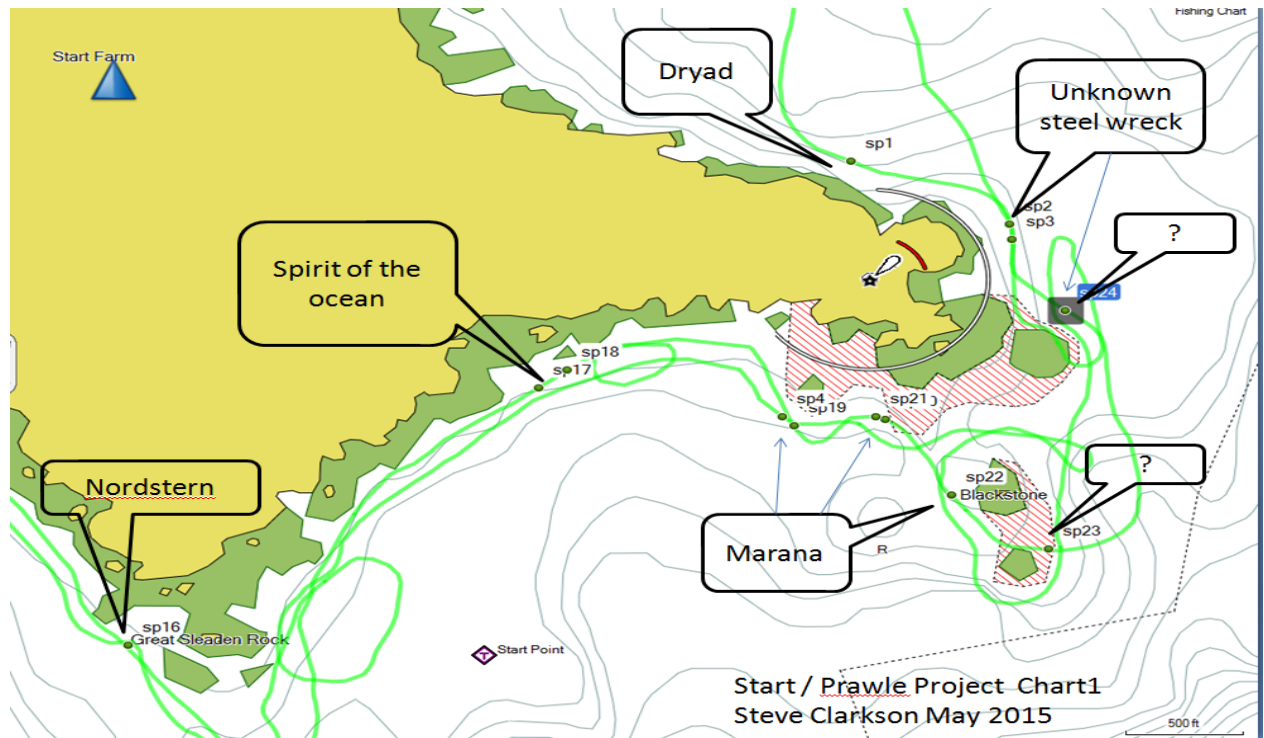 Fishing Chart
Start Farm
Dryad
Unknown
steel wreck
sp1
sp2
sp3
?
sp24
Spirit of the
ocean
sp18
sp17
sp4
sp19
sp21
Nordstern
?
sp22
Blackstone
sp23
Marana
R
sp16
Great Sleaden Rock
T
Start Point
Start / Prawle Project Chart1
Steve Clarkson May 2015
500 ft